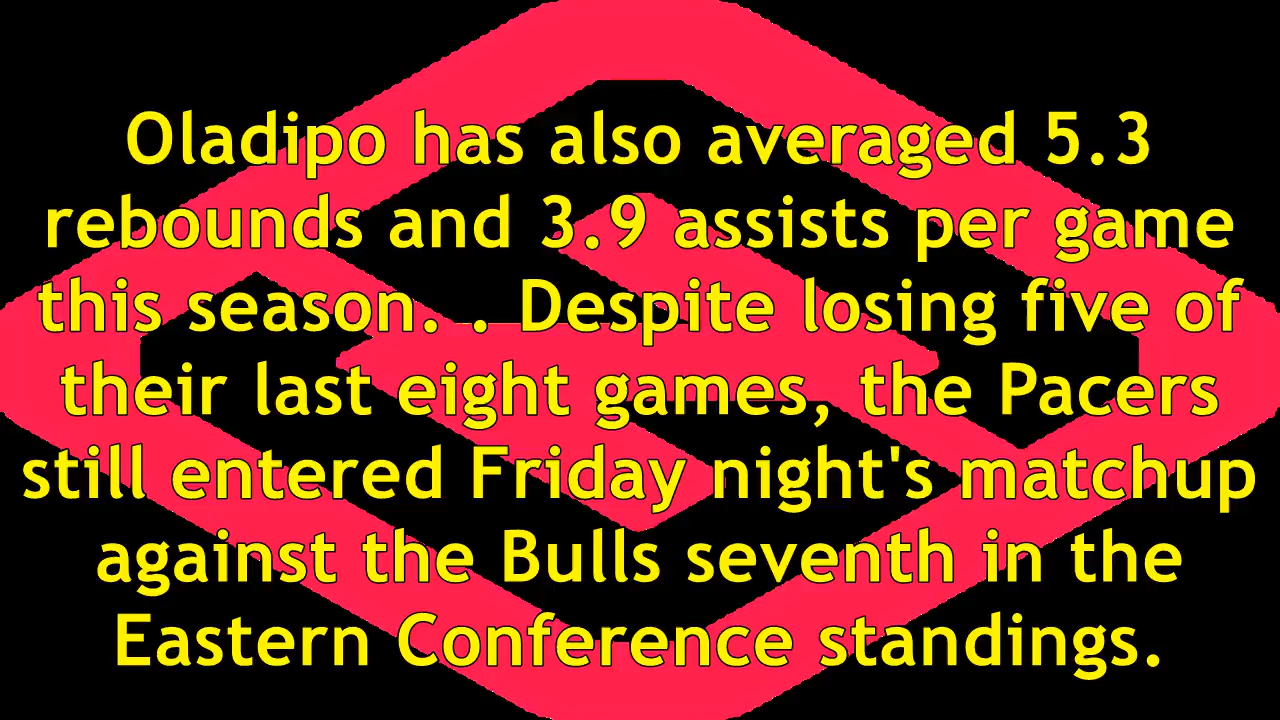 Oladipo has also averaged 5.3
rebounds and 3.9 assists per game
this season. . Despite losing five of
their last eight games, the Pacers
still entered Friday night's matchup
against the Bulls seventh in the
Eastern Conference standings.